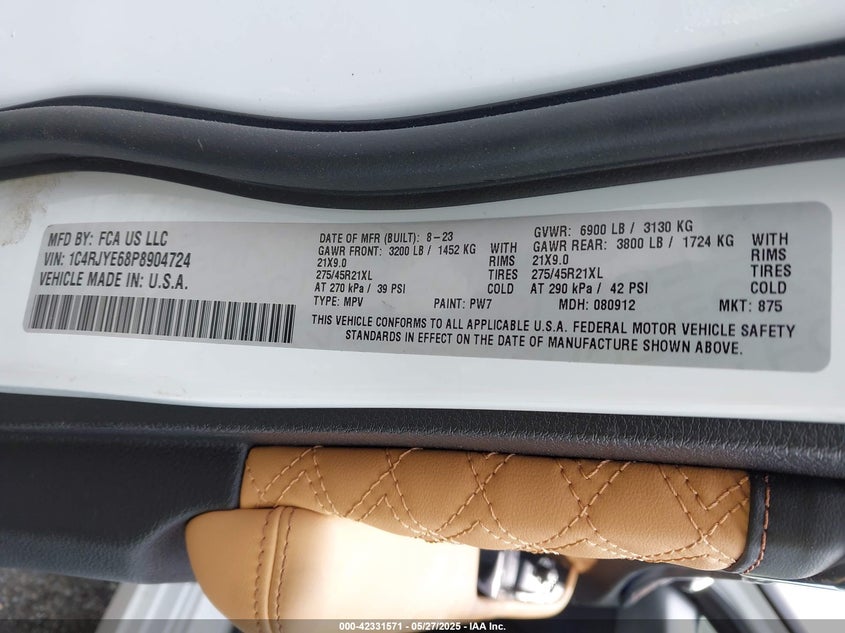 MFD BY: FCA US LLC
VIN: 1C4RJYE68P8904724
VEHICLE MADE IN: U.S.A.
DATE OF MFR (BUILT): 8-23
GAWR FRONT: 3200 LB / 1452 KG WITH
21X9.0 RIMS
275/45R21XL TIRES
AT 270 kPa / 39 PSI COLD
TYPE: MPV PAINT: PW7
GVWR: 6900 LB / 3130 KG
GAWR REAR: 3800 LB / 1724 KG WITH
21X9.0 RIMS
275/45R21XL TIRES
AT 290 kPa / 42 PSI COLD
MDH: 080912 MKT: 875
THIS VEHICLE CONFORMS TO ALL APPLICABLE U.S.A. FEDERAL MOTOR VEHICLE SAFETY
STANDARDS IN EFFECT ON THE DATE OF MANUFACTURE SHOWN ABOVE.
000-42331571 - 05/27/2025 - IAA Inc.